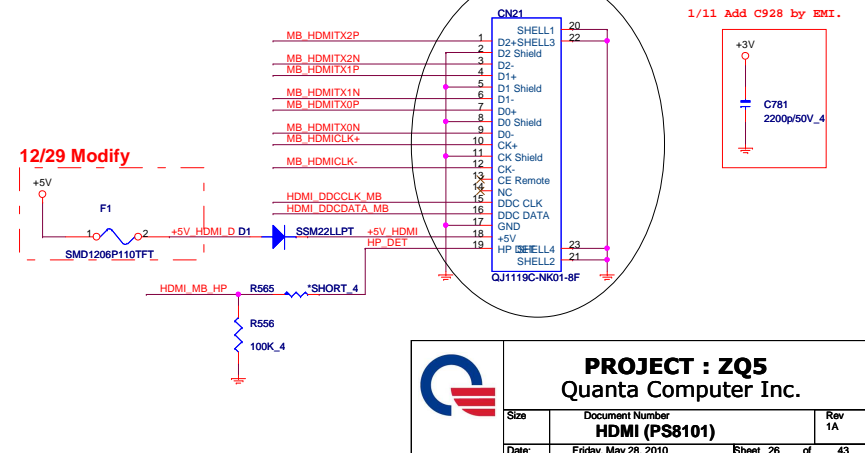 1/11 Add C928 by EMI.
CN21
SHELL1 20
MB_HDMITX2P 1 D2+ SHELL3 22
2 D2 Shield
MB_HDMITX2N 3 D2-
MB_HDMITX1P 4 D1+
5 D1 Shield
MB_HDMITX1N 6 D1-
MB_HDMITX0P 7 D0+
8 D0 Shield
MB_HDMITX0N 9 D0-
MB_HDMICLK+ 10 CK+
11 CK Shield
MB_HDMICLK- 12 CK-
13 CE Remote
14 NC
HDMI_DDCCLK_MB 15 DDC CLK
HDMI_DDCDATA_MB 16 DDC DATA
17 GND
+5V_HDMI 18 +5V
HP_DET 19 HP DET SHELL4 23
SHELL2 21
QJ1119C-NK01-8F
+3V
C781
2200p/50V_4
12/29 Modify
+5V
F1
1 2 +5V_HDMI_D D1 SSM22LLPT
SMD1206P110TFT
HDMI_MB_HP R565 *SHORT_4
R556
100K_4
PROJECT : ZQ5
Quanta Computer Inc.
Size Document Number Rev
HDMI (PS8101) 1A
Date: Friday, May 28, 2010 Sheet 26 of 43